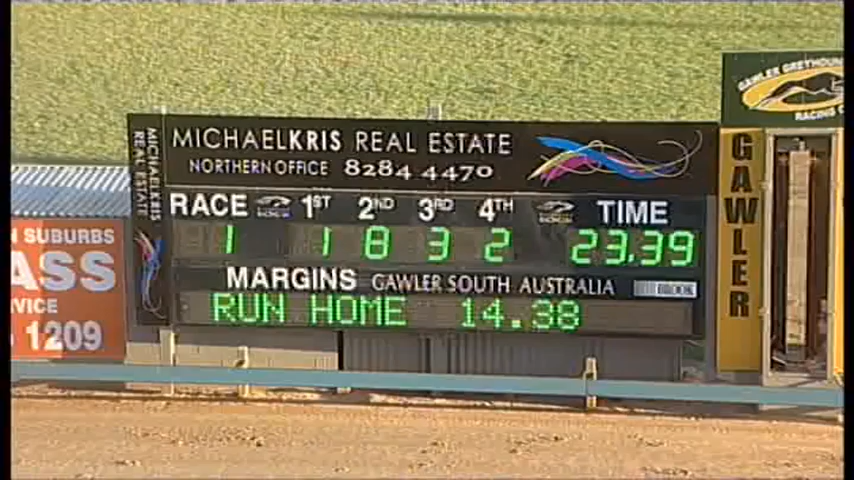 GAWLER GREYHOUND
RACING C
MICHAELKRIS REAL ESTATE
NORTHERN OFFICE 8284 4470
MICHAELKRIS
REAL ESTATE
RACE 1ST 2ND 3RD 4TH TIME
1 1 8 3 2 23.39
MARGINS GAWLER SOUTH AUSTRALIA
RUN HOME 14.38
GAWLER
SUBURBS
ASS
VICE
1209